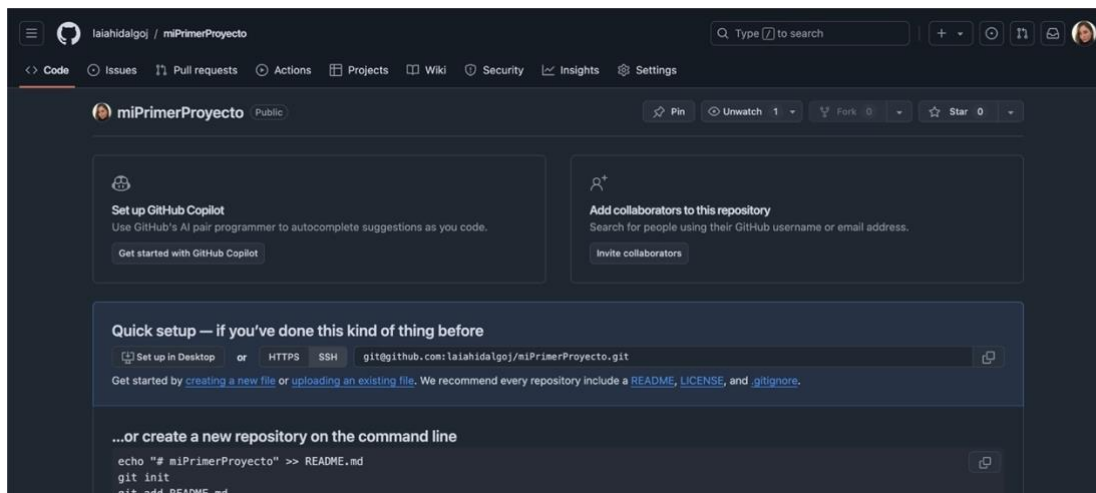 laiahidalgoj / miPrimerProyecto
Type / to search
Code Issues Pull requests Actions Projects Wiki Security Insights Settings
miPrimerProyecto Public
Pin Unwatch 1 Fork 0 Star 0
Set up GitHub Copilot
Use GitHub's AI pair programmer to autocomplete suggestions as you code.
Get started with GitHub Copilot
Add collaborators to this repository
Search for people using their GitHub username or email address.
Invite collaborators
Quick setup — if you've done this kind of thing before
Set up in Desktop or HTTPS SSH git@github.com:laiahidalgoj/miPrimerProyecto.git
Get started by creating a new file or uploading an existing file. We recommend every repository include a README, LICENSE, and .gitignore.
...or create a new repository on the command line
echo "# miPrimerProyecto" >> README.md
git init
git add README.md